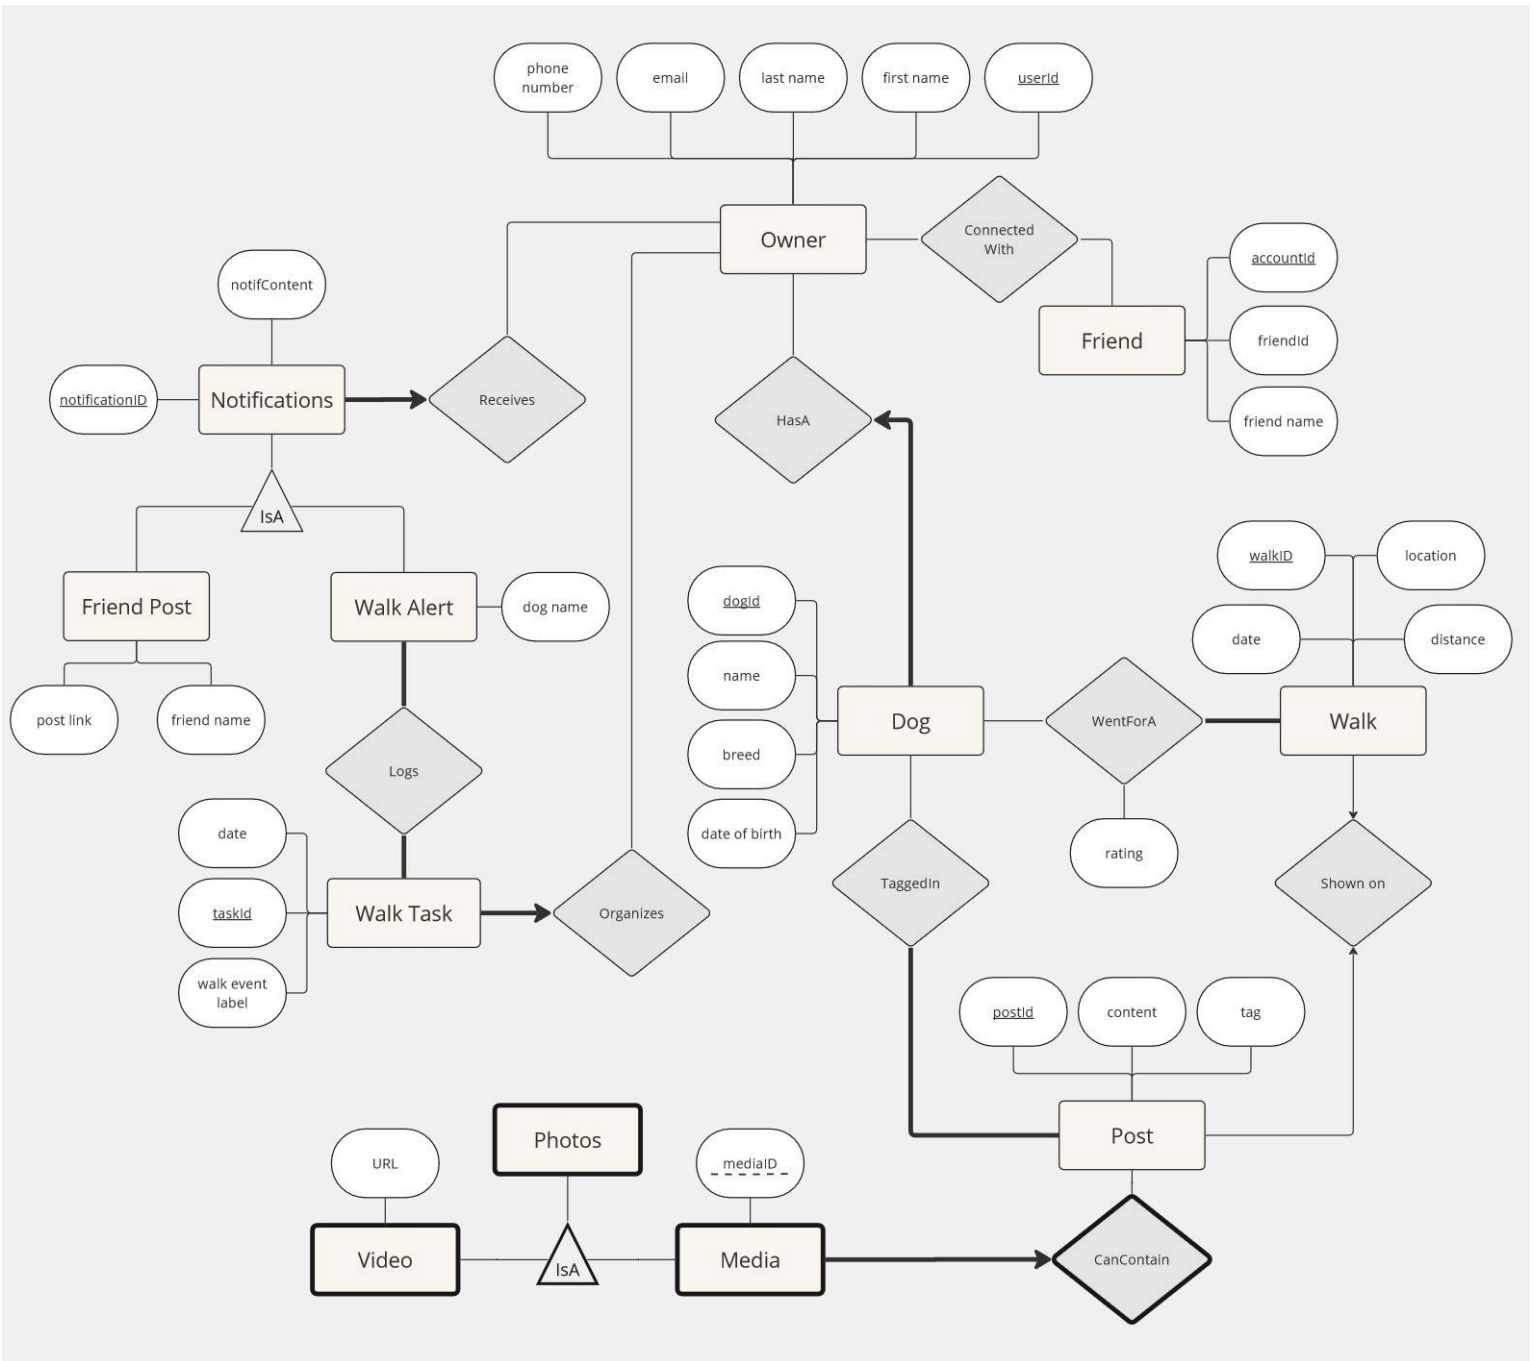 phone
number
email
last name
first name
userId
Owner
Connected
With
accountId
Friend
friendId
friend name
notifContent
notificationID
Notifications
Receives
HasA
IsA
walkID
location
date
distance
Friend Post
Walk Alert
dog name
dogId
name
breed
date of birth
Dog
WentForA
Walk
post link
friend name
Logs
rating
TaggedIn
Shown on
date
taskId
walk event
label
Walk Task
Organizes
postId
content
tag
Post
Photos
URL
mediaID
Video
IsA
Media
CanContain